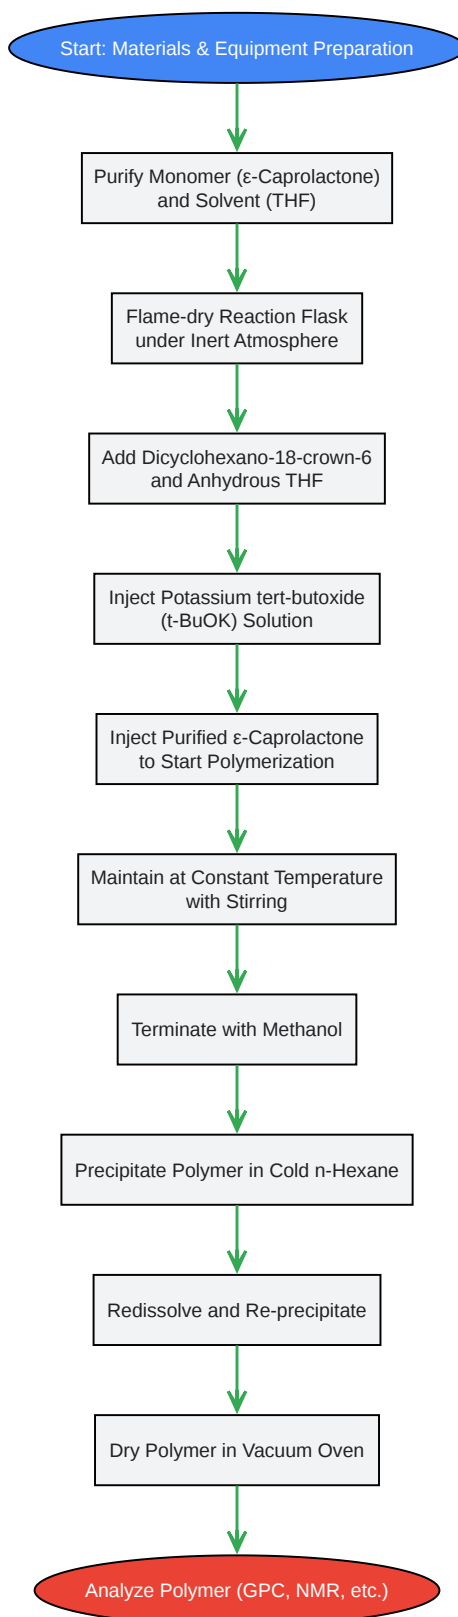 Start: Materials & Equipment Preparation
Purify Monomer (ε-Caprolactone)
and Solvent (THF)
Flame-dry Reaction Flask
under Inert Atmosphere
Add Dicyclohexano-18-crown-6
and Anhydrous THF
Inject Potassium tert-butoxide
(t-BuOK) Solution
Inject Purified ε-Caprolactone
to Start Polymerization
Maintain at Constant Temperature
with Stirring
Terminate with Methanol
Precipitate Polymer in Cold n-Hexane
Redissolve and Re-precipitate
Dry Polymer in Vacuum Oven
Analyze Polymer (GPC, NMR, etc.)